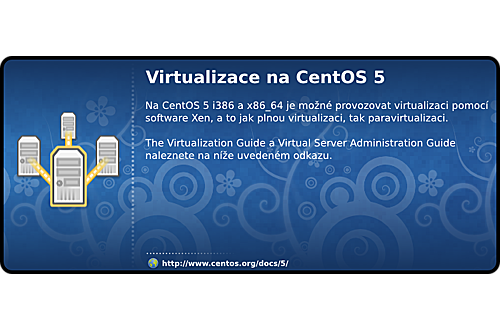 Virtualizace na CentOS 5
Na CentOS 5 i386 a x86_64 je možné provozovat virtualizaci pomocí
software Xen, a to jak plnou virtualizaci, tak paravirtualizaci.
The Virtualization Guide a Virtual Server Administration Guide
naleznete na níže uvedeném odkazu.
http://www.centos.org/docs/5/